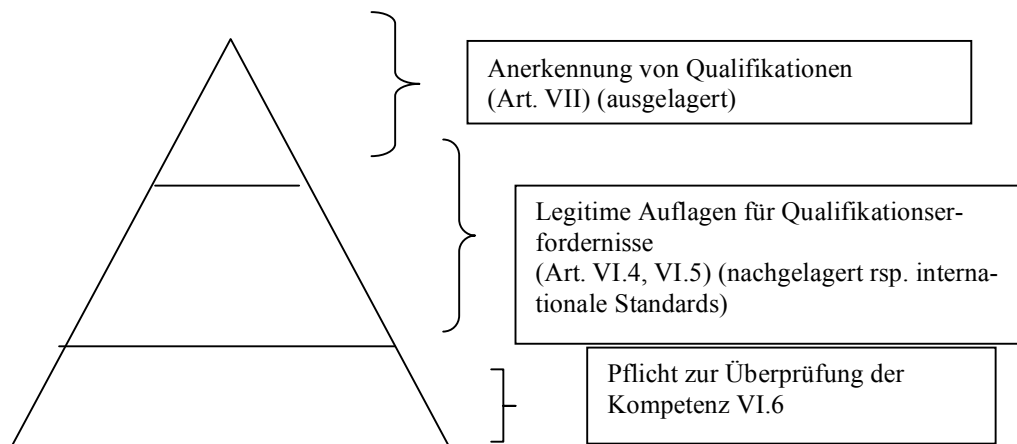 Anerkennung von Qualifikationen
(Art. VII) (ausgelagert)
Legitime Auflagen für Qualifikationser-
fordernisse
(Art. VI.4, VI.5) (nachgelagert rsp. interna-
tionale Standards)
Pflicht zur Überprüfung der
Kompetenz VI.6